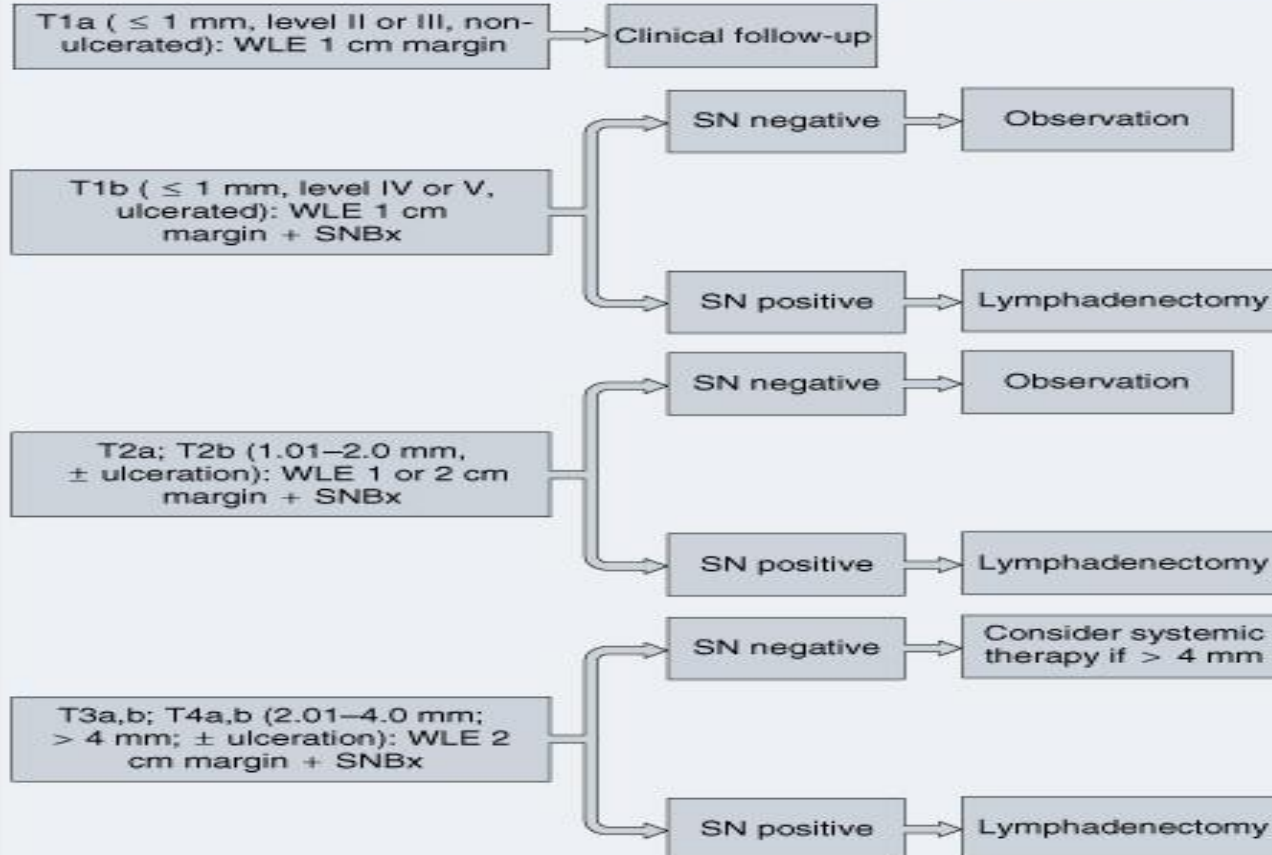 T1a ( ≤ 1 mm, level II or III, non-
ulcerated): WLE 1 cm margin
Clinical follow-up
SN negative
Observation
T1b ( ≤ 1 mm, level IV or V,
ulcerated): WLE 1 cm
margin + SNBx
SN positive
Lymphadenectomy
SN negative
Observation
T2a; T2b (1.01–2.0 mm,
± ulceration): WLE 1 or 2 cm
margin + SNBx
SN positive
Lymphadenectomy
SN negative
Consider systemic
therapy if > 4 mm
T3a,b; T4a,b (2.01–4.0 mm;
> 4 mm; ± ulceration): WLE 2
cm margin + SNBx
SN positive
Lymphadenectomy